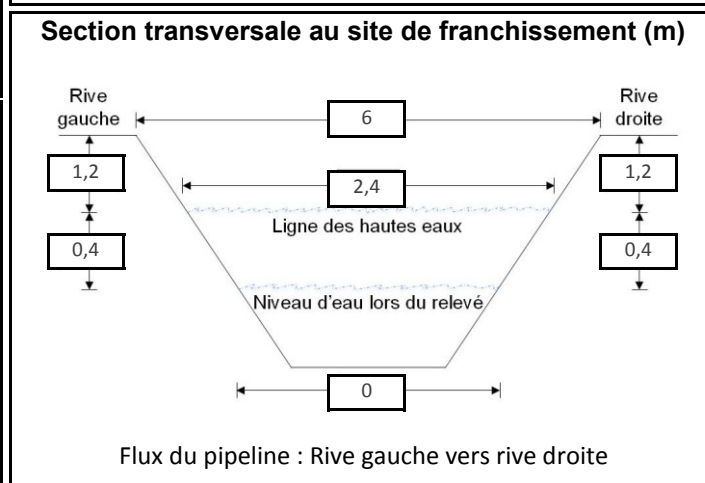 Section transversale au site de franchissement (m)
Rive
gauche
6
Rive
droite
1,2
2,4
1,2
Ligne des hautes eaux
0,4
0,4
Niveau d'eau lors du relevé
0
Flux du pipeline : Rive gauche vers rive droite